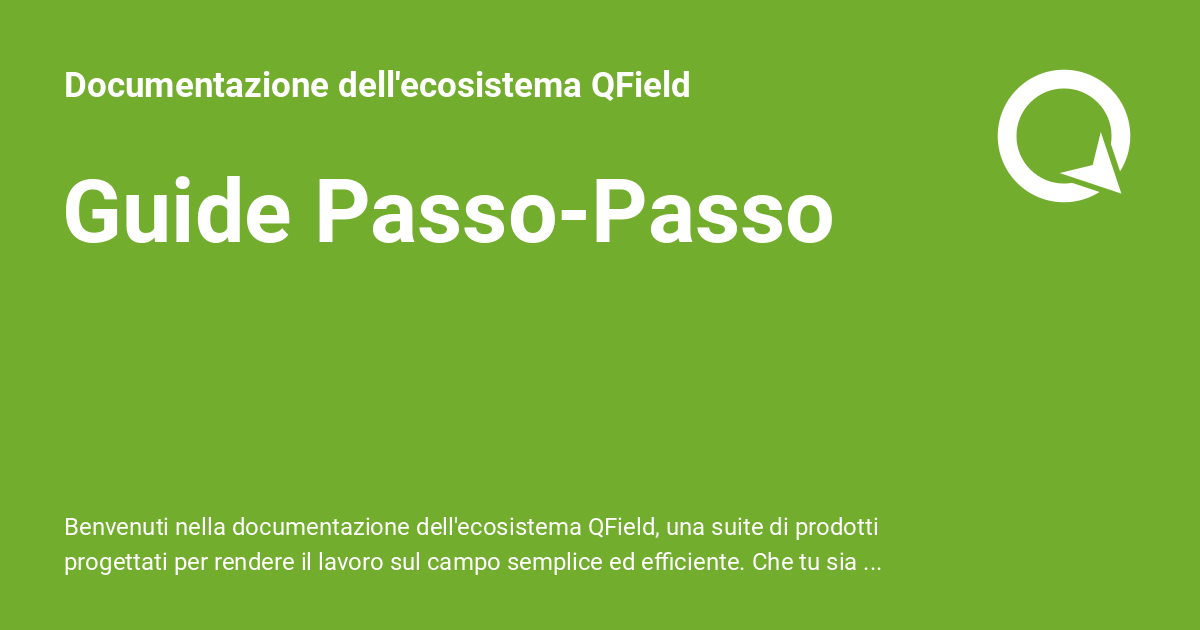 Documentazione dell'ecosistema QField
Guide Passo-Passo
Benvenuti nella documentazione dell'ecosistema QField, una suite di prodotti
progettati per rendere il lavoro sul campo semplice ed efficiente. Che tu sia ...